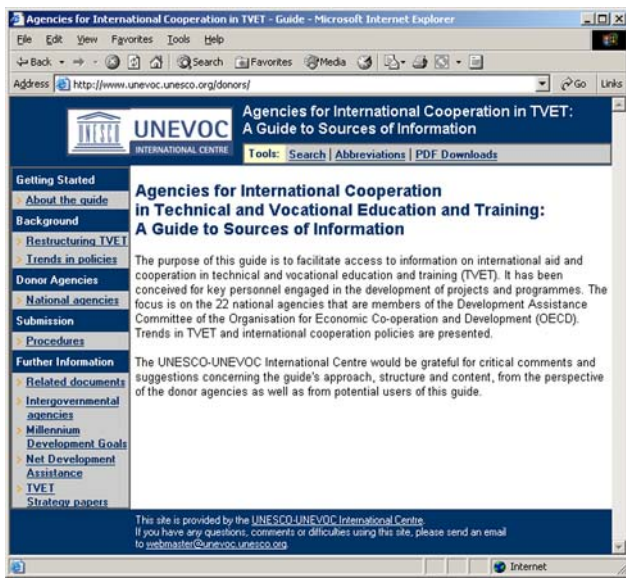 Agencies for International Cooperation in TVET - Guide - Microsoft Internet Explorer
File Edit View Favorites Tools Help
Back Search Favorites Media
Address http://www.unevoc.unesco.org/donors/ Go Links
UNEVOC
INTERNATIONAL CENTRE
Agencies for International Cooperation in TVET:
A Guide to Sources of Information
Tools: Search | Abbreviations | PDF Downloads
Getting Started
About the guide
Background
Restructuring TVET
Trends in policies
Donor Agencies
National agencies
Submission
Procedures
Further Information
Related documents
Intergovernmental
agencies
Millennium
Development Goals
Net Development
Assistance
TVET
Strategy papers
Agencies for International Cooperation
in Technical and Vocational Education and Training:
A Guide to Sources of Information
The purpose of this guide is to facilitate access to information on international aid and
cooperation in technical and vocational education and training (TVET). It has been
conceived for key personnel engaged in the development of projects and programmes. The
focus is on the 22 national agencies that are members of the Development Assistance
Committee of the Organisation for Economic Co-operation and Development (OECD).
Trends in TVET and international cooperation policies are presented.
The UNESCO-UNEVOC International Centre would be grateful for critical comments and
suggestions concerning the guide's approach, structure and content, from the perspective
of the donor agencies as well as from potential users of this guide.
This site is provided by the UNESCO-UNEVOC International Centre.
If you have any questions, comments or difficulties using this site, please send an email
to webmaster@unevoc.unesco.org.
Internet